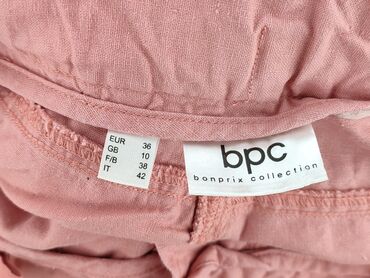 EUR 36
GB 10
F/B 38
IT 42
bpc
bonprix collection